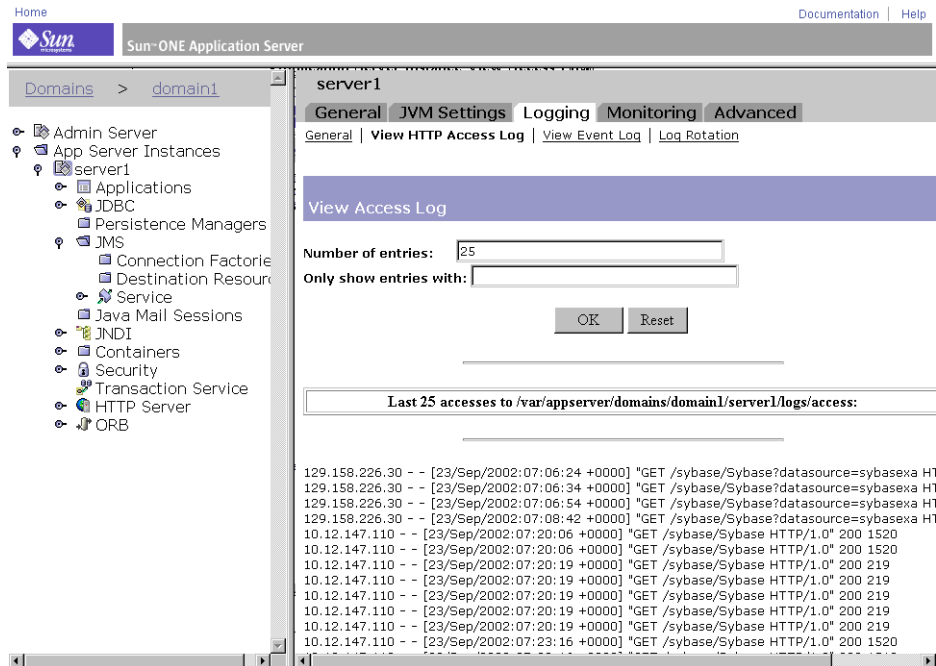 Home
Documentation | Help
Sun
microsystems
Sun™ ONE Application Server
Domains > domain1
Admin Server
App Server Instances
server1
Applications
JDBC
Persistence Managers
JMS
Connection Factorie
Destination Resour
Service
Java Mail Sessions
JNDI
Containers
Security
Transaction Service
HTTP Server
ORB
server1
General JVM Settings Logging Monitoring Advanced
General | View HTTP Access Log | View Event Log | Log Rotation
View Access Log
Number of entries: 25
Only show entries with:
OK Reset
Last 25 accesses to /var/appserver/domains/domain1/server1/logs/access:
129.158.226.30 - - [23/Sep/2002:07:06:24 +0000] "GET /sybase/Sybase?datasource=sybasexa HT
129.158.226.30 - - [23/Sep/2002:07:06:34 +0000] "GET /sybase/Sybase?datasource=sybasexa HT
129.158.226.30 - - [23/Sep/2002:07:06:54 +0000] "GET /sybase/Sybase?datasource=sybasexa HT
129.158.226.30 - - [23/Sep/2002:07:08:42 +0000] "GET /sybase/Sybase?datasource=sybasexa HT
10.12.147.110 - - [23/Sep/2002:07:20:06 +0000] "GET /sybase/Sybase HTTP/1.0" 200 1520
10.12.147.110 - - [23/Sep/2002:07:20:06 +0000] "GET /sybase/Sybase HTTP/1.0" 200 1520
10.12.147.110 - - [23/Sep/2002:07:20:19 +0000] "GET /sybase/Sybase HTTP/1.0" 200 219
10.12.147.110 - - [23/Sep/2002:07:20:19 +0000] "GET /sybase/Sybase HTTP/1.0" 200 219
10.12.147.110 - - [23/Sep/2002:07:20:19 +0000] "GET /sybase/Sybase HTTP/1.0" 200 219
10.12.147.110 - - [23/Sep/2002:07:20:19 +0000] "GET /sybase/Sybase HTTP/1.0" 200 219
10.12.147.110 - - [23/Sep/2002:07:20:19 +0000] "GET /sybase/Sybase HTTP/1.0" 200 219
10.12.147.110 - - [23/Sep/2002:07:23:16 +0000] "GET /sybase/Sybase HTTP/1.0" 200 1520